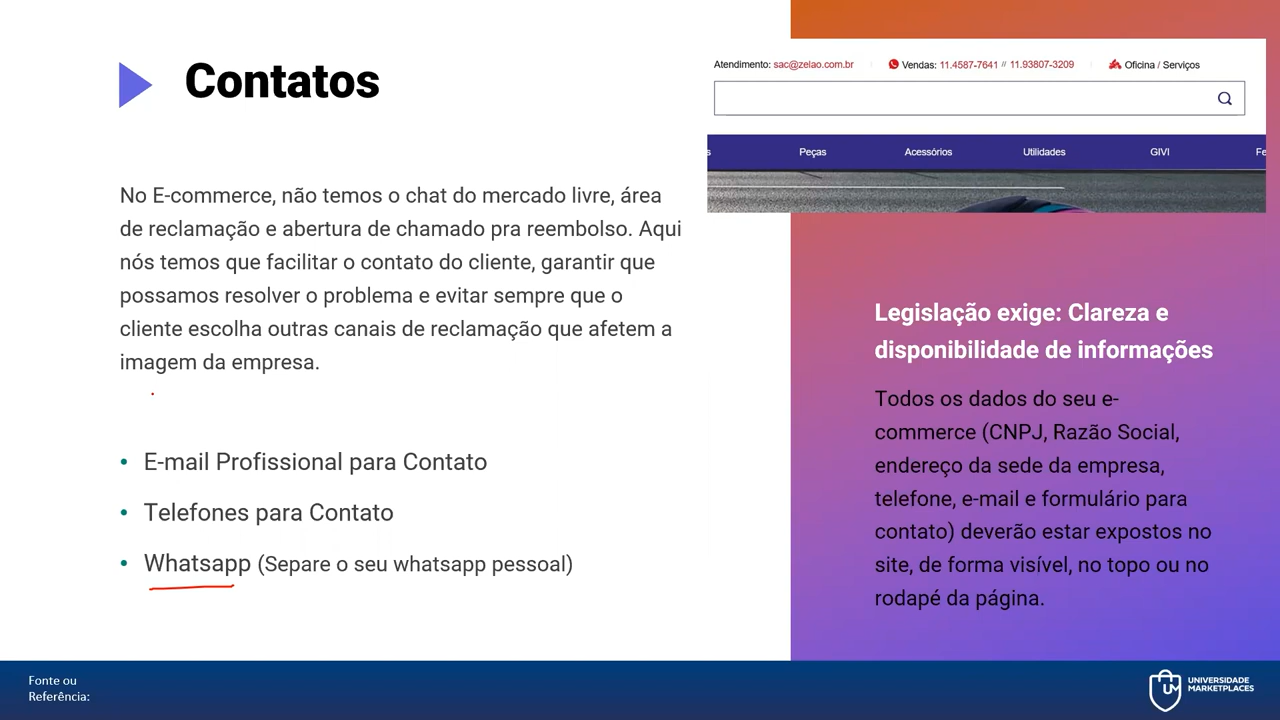 Contatos
No E-commerce, não temos o chat do mercado livre, área
de reclamação e abertura de chamado pra reembolso. Aqui
nós temos que facilitar o contato do cliente, garantir que
possamos resolver o problema e evitar sempre que o
cliente escolha outras canais de reclamação que afetem a
imagem da empresa.
• E-mail Profissional para Contato
• Telefones para Contato
• Whatsapp (Separe o seu whatsapp pessoal)
Atendimento: sac@zelao.com.br Vendas: 11.4587-7641 // 11.93807-3209 Oficina / Serviços
s Peças Acessórios Utilidades GIVI Fe
Legislação exige: Clareza e
disponibilidade de informações
Todos os dados do seu e-
commerce (CNPJ, Razão Social,
endereço da sede da empresa,
telefone, e-mail e formulário para
contato) deverão estar expostos no
site, de forma visível, no topo ou no
rodapé da página.
Fonte ou
Referência:
UM
UNIVERSIDADE
MARKETPLACES